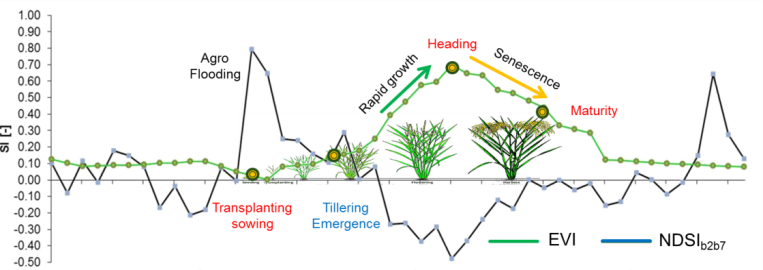 1.00
0.90
0.80
0.70
0.60
0.50
0.40
0.30
0.20
0.10
0.00
-0.10
-0.20
-0.30
-0.40
-0.50
SI [-]
Agro
Flooding
Rapid growth
Heading
Senescence
Maturity
Transplanting
sowing
Tillering
Emergence
EVI
NDSIb2b7